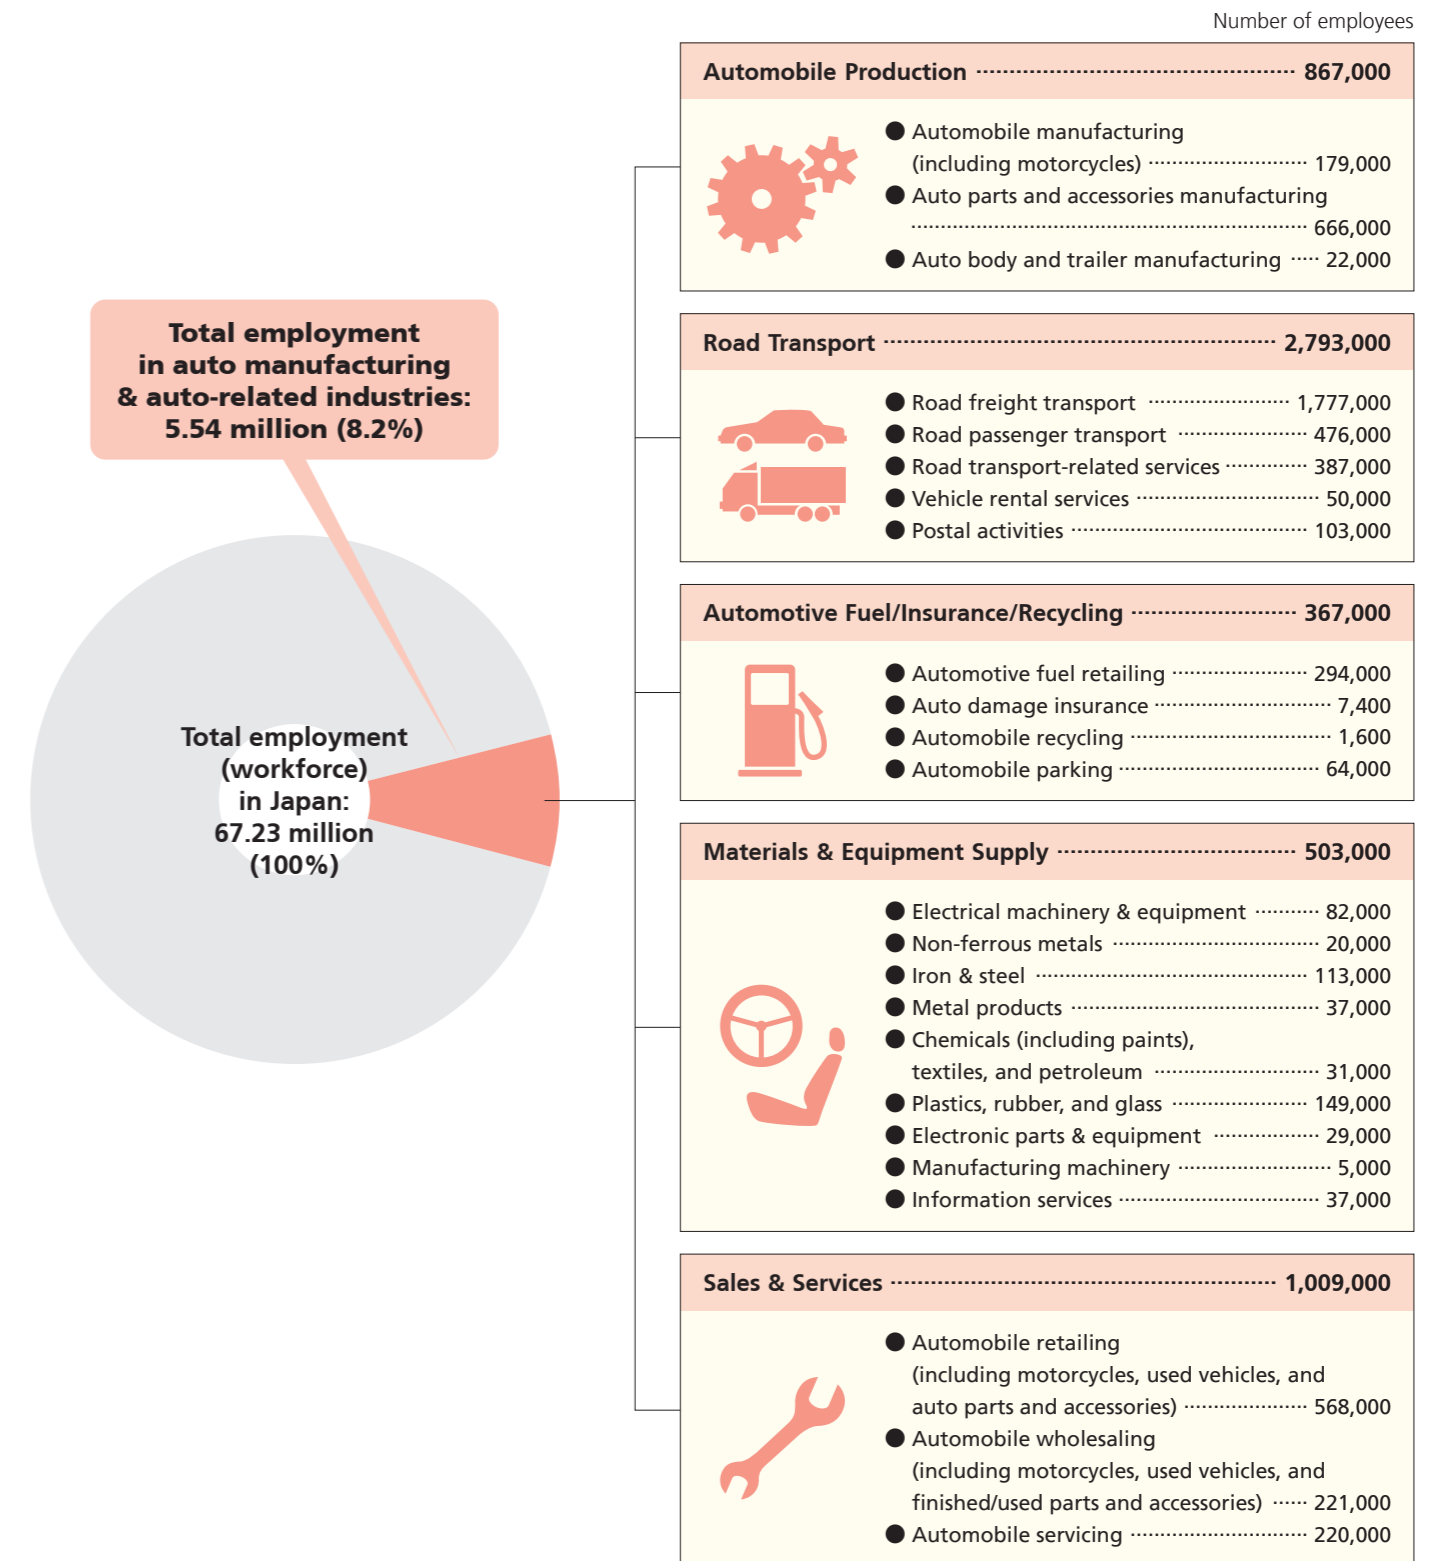 Number of employees
Total employment
in auto manufacturing
& auto-related industries:
5.54 million (8.2%)
Total employment
(workforce)
in Japan:
67.23 million
(100%)
Automobile Production 867,000
● Automobile manufacturing
(including motorcycles) 179,000
● Auto parts and accessories manufacturing
666,000
● Auto body and trailer manufacturing 22,000
Road Transport 2,793,000
● Road freight transport 1,777,000
● Road passenger transport 476,000
● Road transport-related services 387,000
● Vehicle rental services 50,000
● Postal activities 103,000
Automotive Fuel/Insurance/Recycling 367,000
● Automotive fuel retailing 294,000
● Auto damage insurance 7,400
● Automobile recycling 1,600
● Automobile parking 64,000
Materials & Equipment Supply 503,000
● Electrical machinery & equipment 82,000
● Non-ferrous metals 20,000
● Iron & steel 113,000
● Metal products 37,000
● Chemicals (including paints),
textiles, and petroleum 31,000
● Plastics, rubber, and glass 149,000
● Electronic parts & equipment 29,000
● Manufacturing machinery 5,000
● Information services 37,000
Sales & Services 1,009,000
● Automobile retailing
(including motorcycles, used vehicles, and
auto parts and accessories) 568,000
● Automobile wholesaling
(including motorcycles, used vehicles, and
finished/used parts and accessories) 221,000
● Automobile servicing 220,000